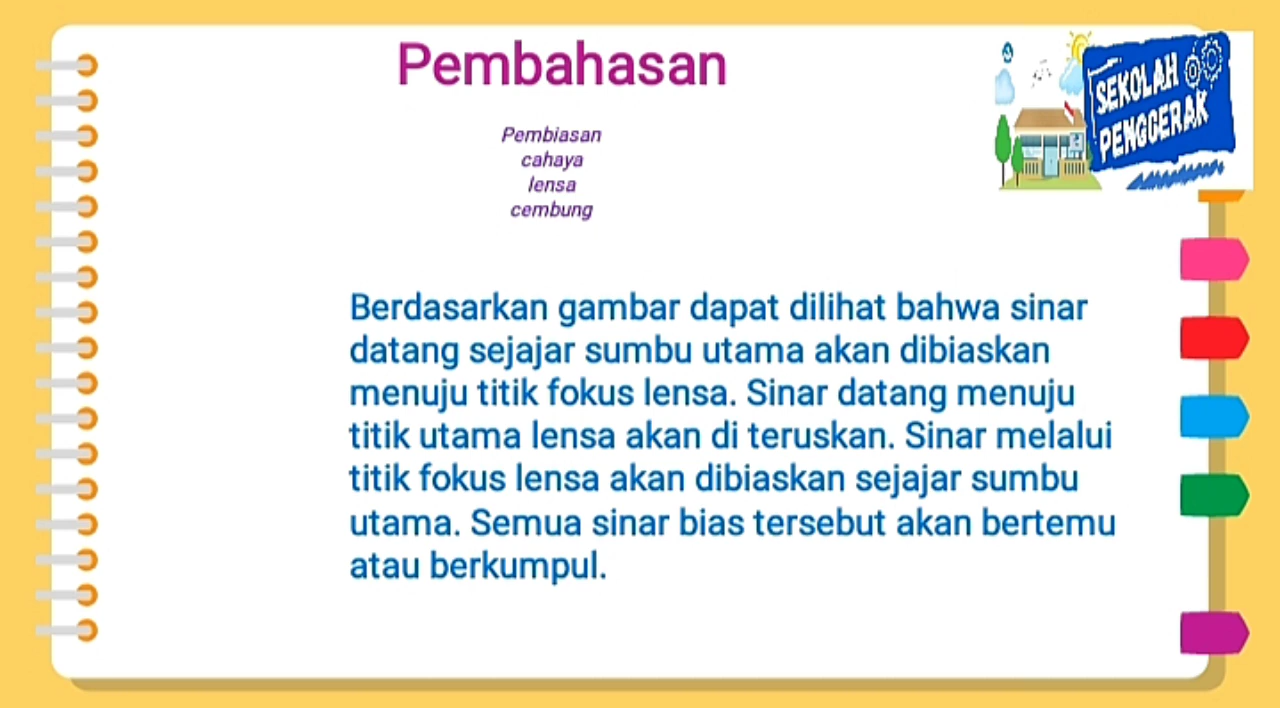 Pembahasan
SEKOLAH
PENGGERAK
Pembiasan
cahaya
lensa
cembung
Berdasarkan gambar dapat dilihat bahwa sinar
datang sejajar sumbu utama akan dibiaskan
menuju titik fokus lensa. Sinar datang menuju
titik utama lensa akan di teruskan. Sinar melalui
titik fokus lensa akan dibiaskan sejajar sumbu
utama. Semua sinar bias tersebut akan bertemu
atau berkumpul.